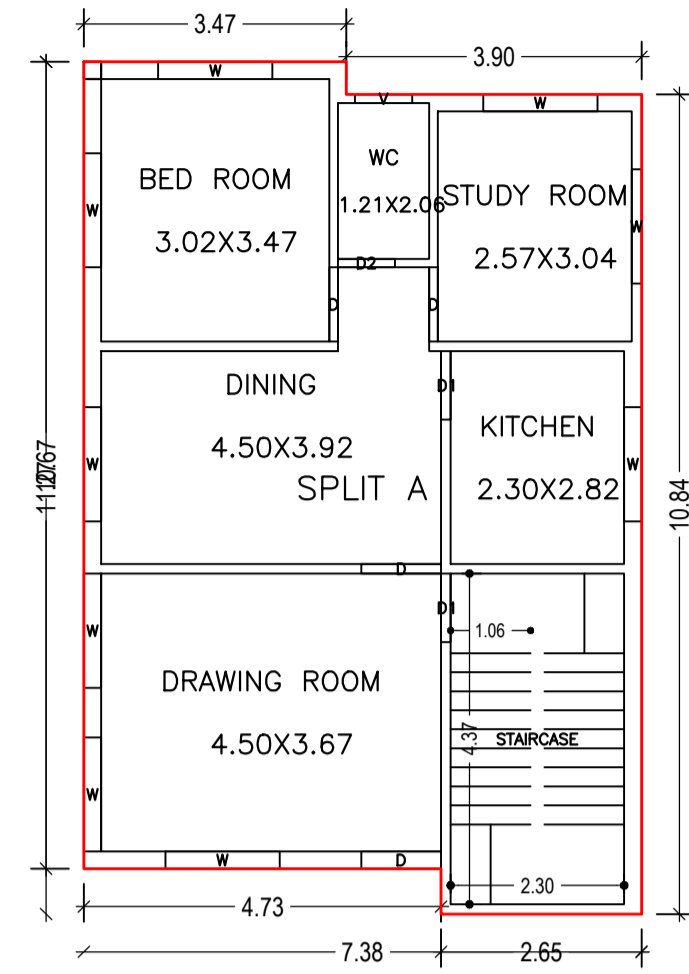 3.47
3.90
W
V
W
BED ROOM
3.02X3.47
WC
1.21X2.06
STUDY ROOM
2.57X3.04
W
W
D2
D
D
DINING
4.50X3.92
D1
KITCHEN
2.30X2.82
SPLIT A
W
W
10.84
D
D1
W
1.06
DRAWING ROOM
4.50X3.67
4.37
STAIRCASE
W
W
D
2.30
4.73
7.38
2.65